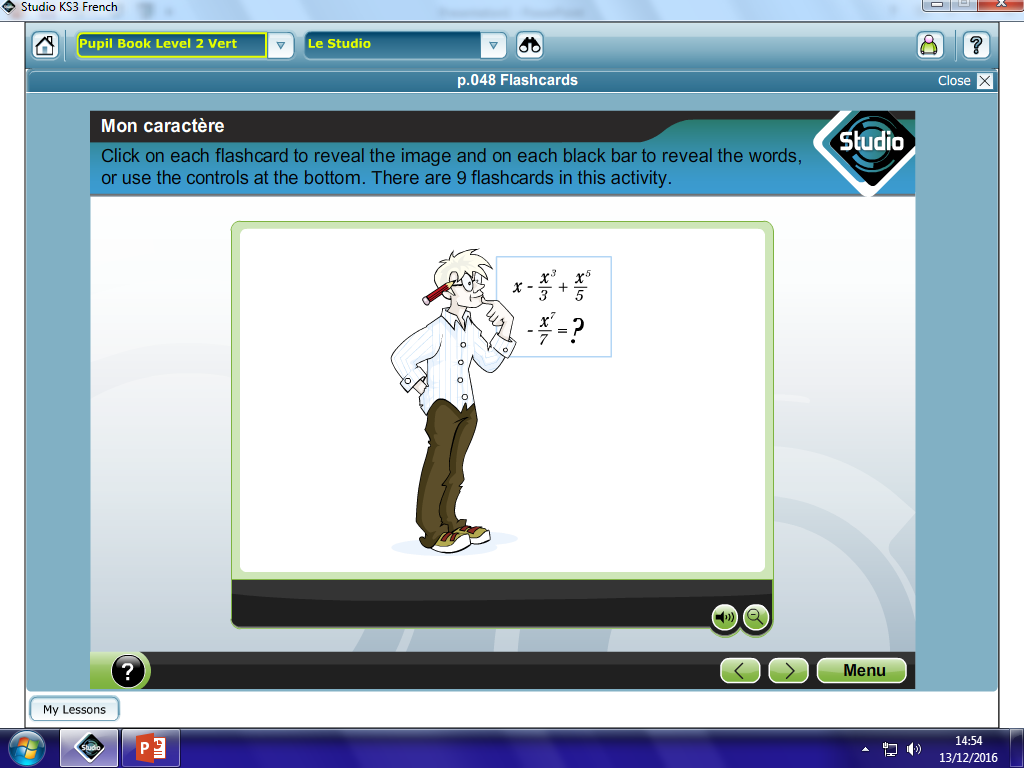 Studio KS3 French
Pupil Book Level 2 Vert
Le Studio
?
p.048 Flashcards
Close
Mon caractère
Click on each flashcard to reveal the image and on each black bar to reveal the words,
or use the controls at the bottom. There are 9 flashcards in this activity.
Studio
x - x³/3 + x⁵/5
- x⁷/7 = ?
?
Menu
My Lessons
Studio
P
14:54
13/12/2016